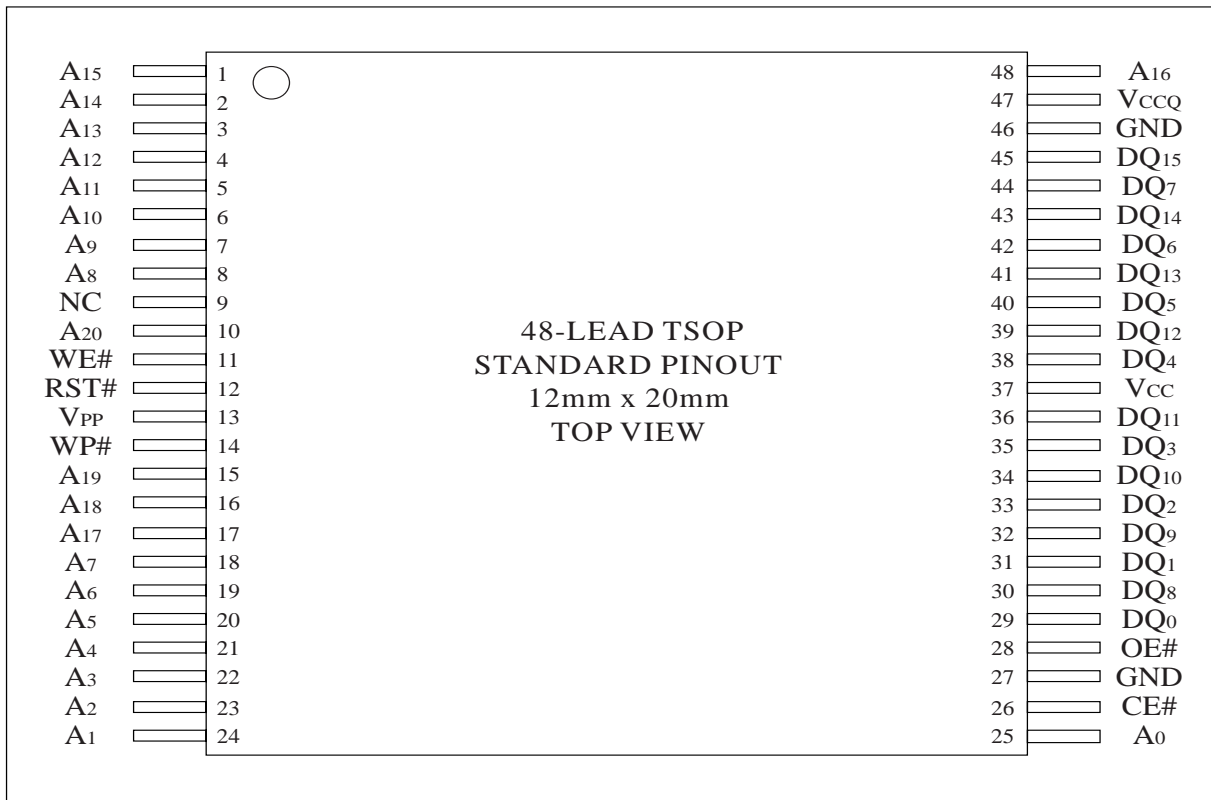 A15 1 48 A16
A14 2 47 VCCQ
A13 3 46 GND
A12 4 45 DQ15
A11 5 44 DQ7
A10 6 43 DQ14
A9 7 42 DQ6
A8 8 41 DQ13
NC 9 40 DQ5
A20 10 48-LEAD TSOP 39 DQ12
WE# 11 STANDARD PINOUT 38 DQ4
RST# 12 12mm x 20mm 37 VCC
VPP 13 TOP VIEW 36 DQ11
WP# 14 35 DQ3
A19 15 34 DQ10
A18 16 33 DQ2
A17 17 32 DQ9
A7 18 31 DQ1
A6 19 30 DQ8
A5 20 29 DQ0
A4 21 28 OE#
A3 22 27 GND
A2 23 26 CE#
A1 24 25 A0